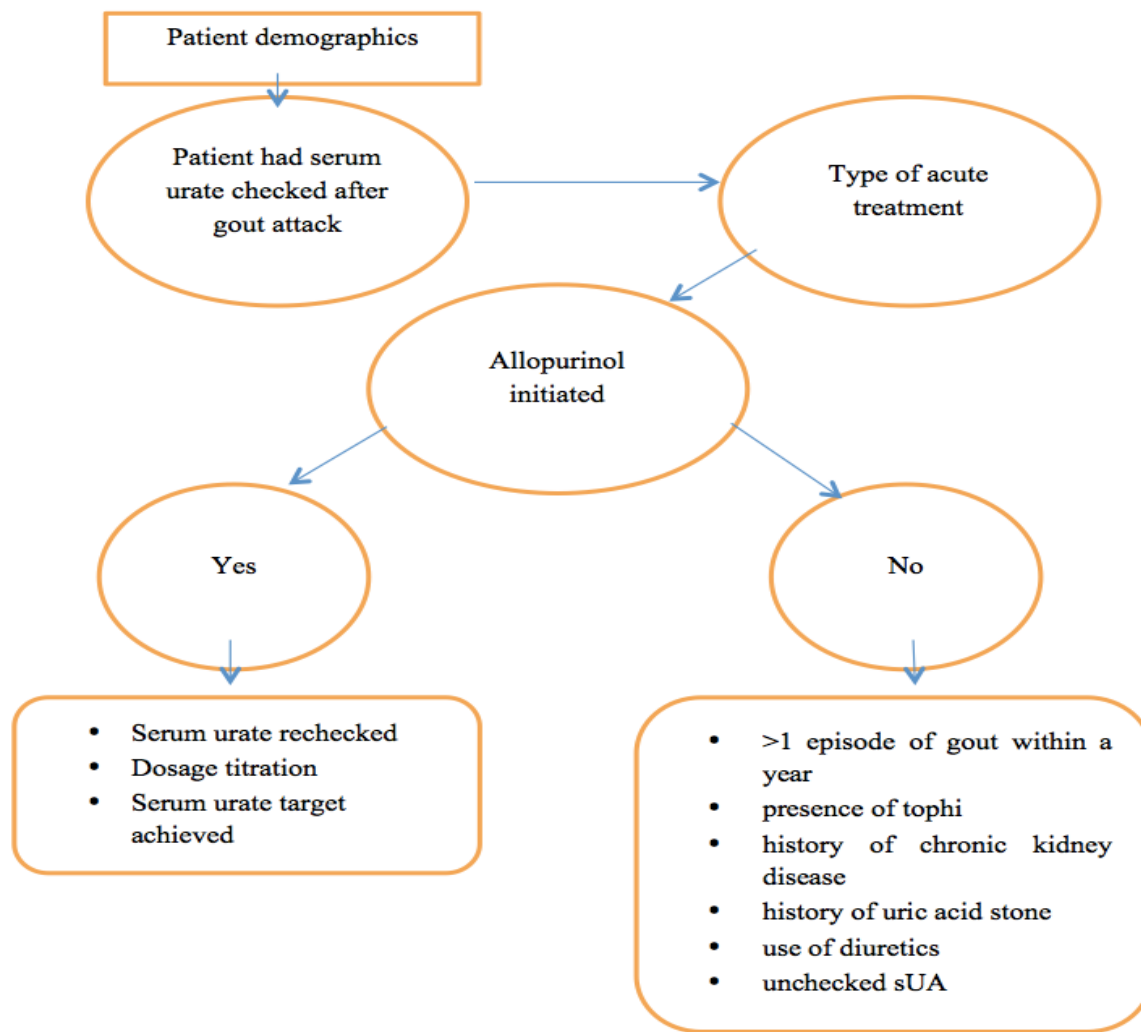 Patient demographics
Patient had serum
urate checked after
gout attack
Type of acute
treatment
Allopurinol
initiated
Yes
No
• Serum urate rechecked
• Dosage titration
• Serum urate target
achieved
• >1 episode of gout within a
year
• presence of tophi
• history of chronic kidney
disease
• history of uric acid stone
• use of diuretics
• unchecked sUA